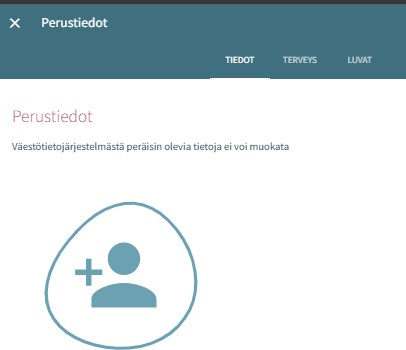 Perustiedot
TIEDOT TERVEYS LUVAT
Perustiedot
Väestötietojärjestelmästä peräisin olevia tietoja ei voi muokata